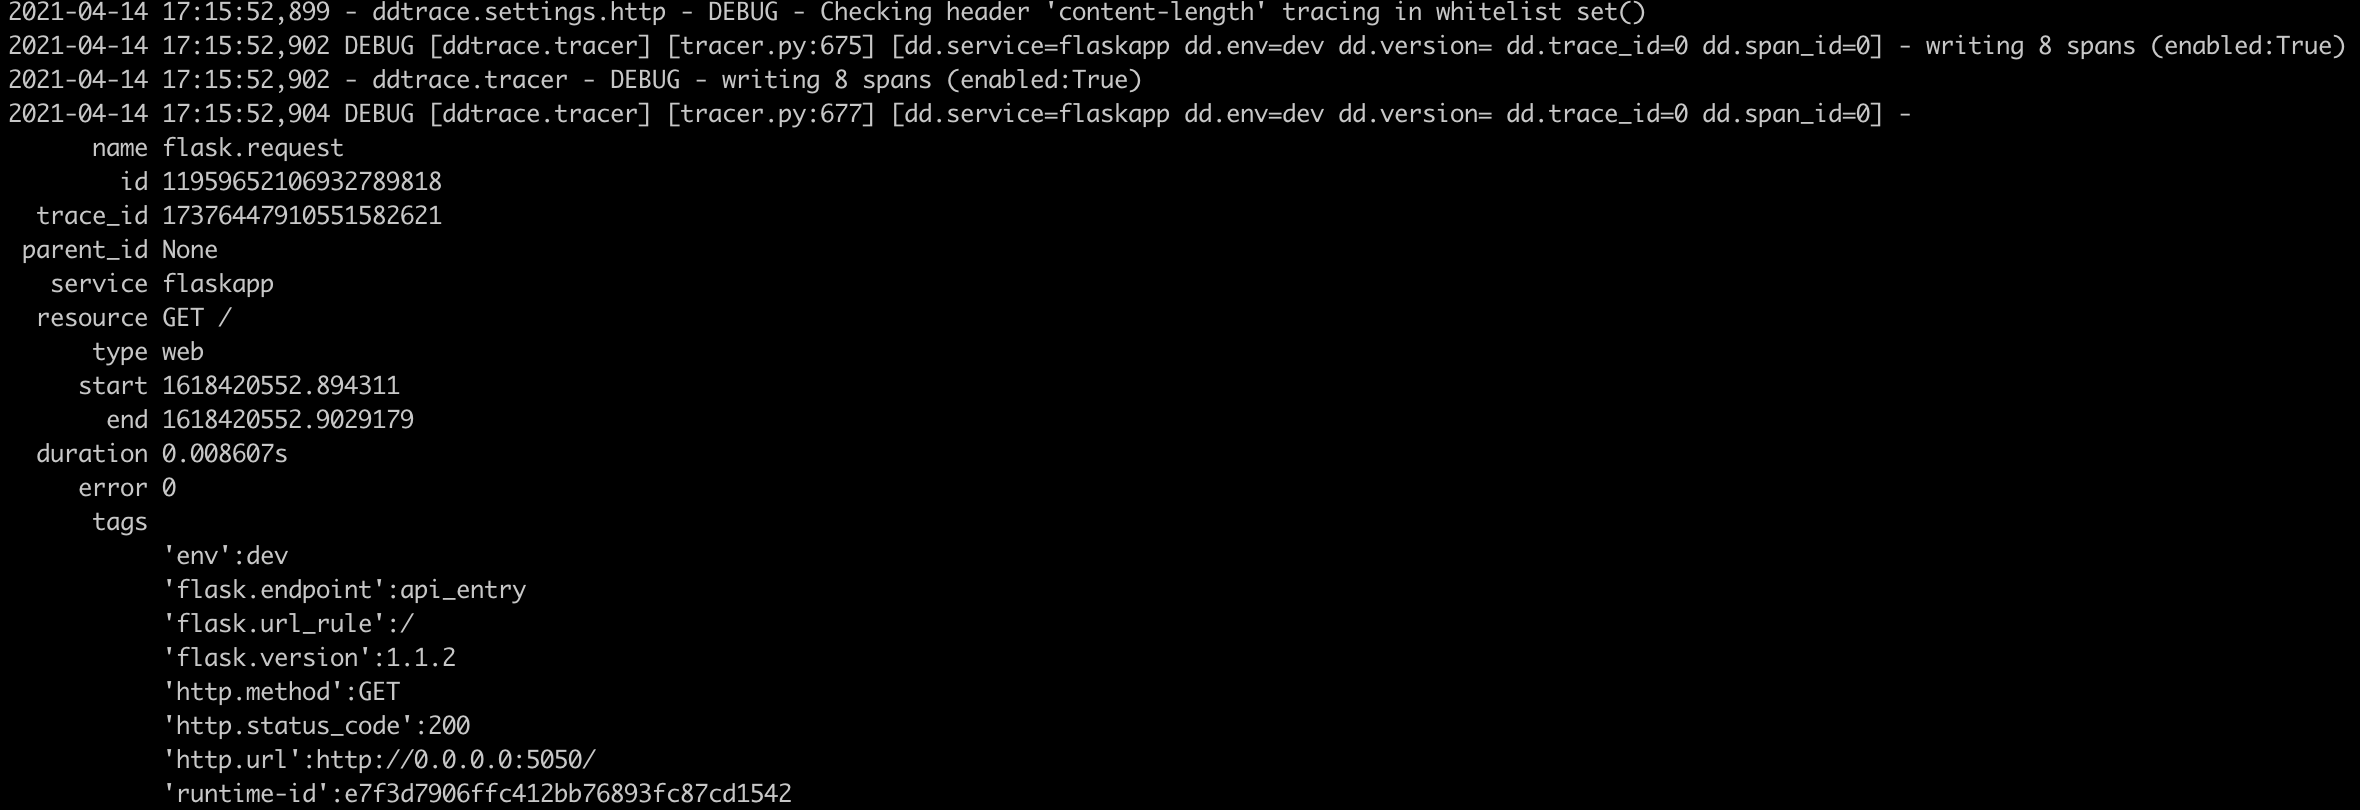 2021-04-14 17:15:52,899 - ddtrace.settings.http - DEBUG - Checking header 'content-length' tracing in whitelist set()
2021-04-14 17:15:52,902 DEBUG [ddtrace.tracer] [tracer.py:675] [dd.service=flaskapp dd.env=dev dd.version= dd.trace_id=0 dd.span_id=0] - writing 8 spans (enabled:True)
2021-04-14 17:15:52,902 - ddtrace.tracer - DEBUG - writing 8 spans (enabled:True)
2021-04-14 17:15:52,904 DEBUG [ddtrace.tracer] [tracer.py:677] [dd.service=flaskapp dd.env=dev dd.version= dd.trace_id=0 dd.span_id=0] -
name flask.request
id 11959652106932789818
trace_id 17376447910551582621
parent_id None
service flaskapp
resource GET /
type web
start 1618420552.894311
end 1618420552.9029179
duration 0.008607s
error 0
tags
'env':dev
'flask.endpoint':api_entry
'flask.url_rule':/
'flask.version':1.1.2
'http.method':GET
'http.status_code':200
'http.url':http://0.0.0.0:5050/
'runtime-id':e7f3d7906ffc412bb76893fc87cd1542